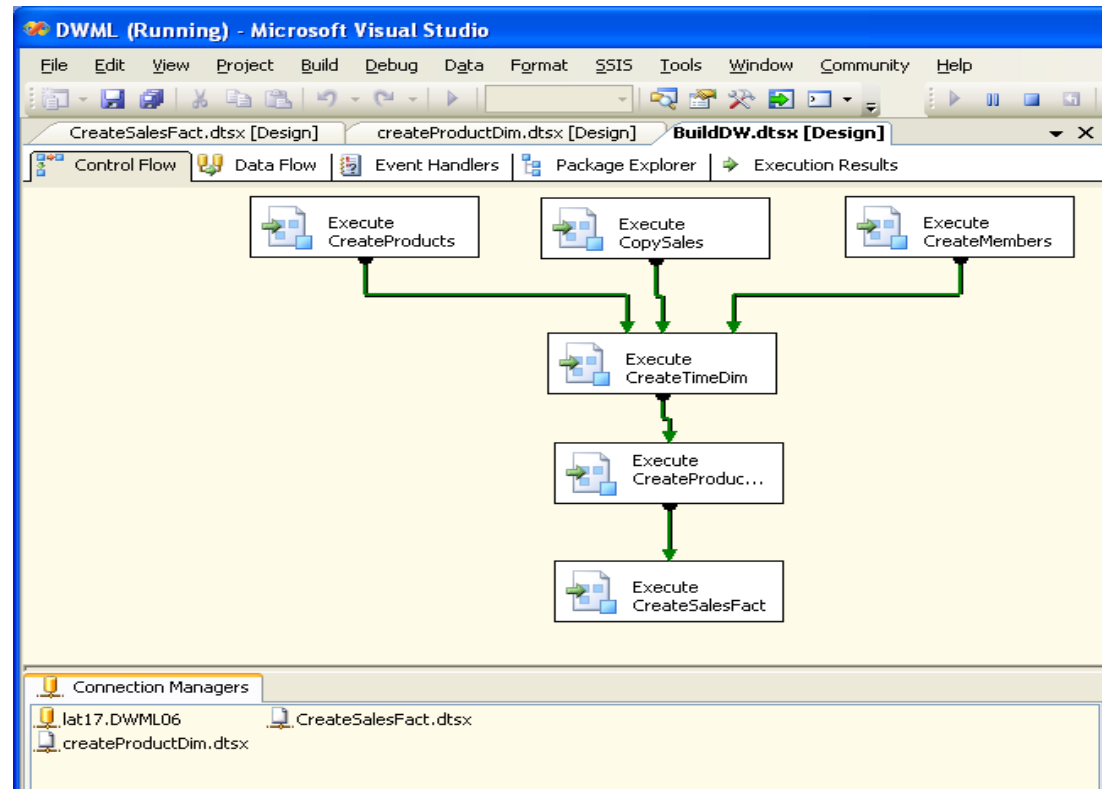 DWML (Running) - Microsoft Visual Studio
File Edit View Project Build Debug Data Format SSIS Tools Window Community Help
CreateSalesFact.dtsx [Design] createProductDim.dtsx [Design] BuildDW.dtsx [Design]
Control Flow Data Flow Event Handlers Package Explorer Execution Results
Execute
CreateProducts
Execute
CopySales
Execute
CreateMembers
Execute
CreateTimeDim
Execute
CreateProduc...
Execute
CreateSalesFact
Connection Managers
lat17.DWML06 CreateSalesFact.dtsx
createProductDim.dtsx